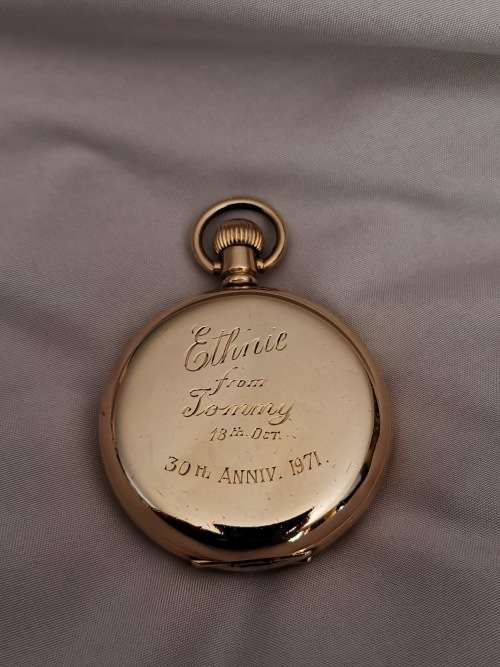 Ethnie
from
Tommy
18th. Oct.
30th. ANNIV. 1971.